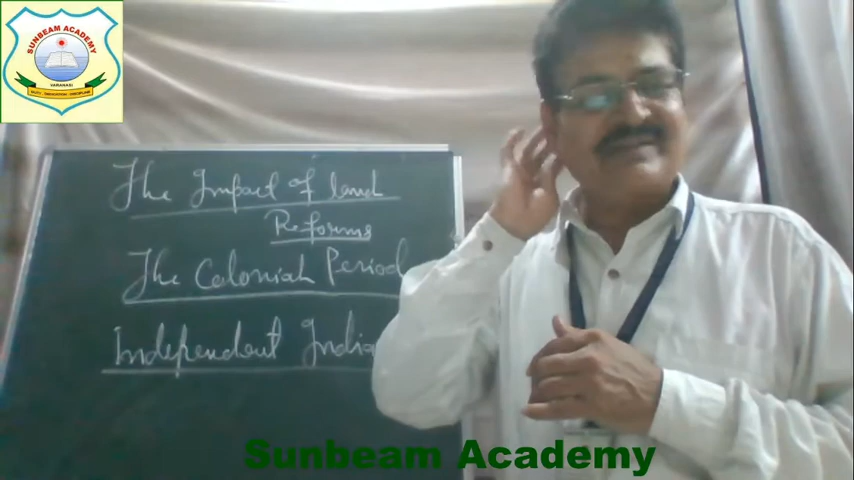 SUNBEAM ACADEMY
VARANASI
The Impact of land
Reforms
The Colonial Period
Independent India
Sunbeam Academy